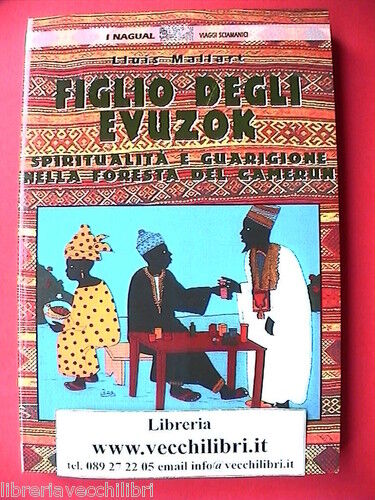 I NAGUAL VIAGGI SCIAMANICI
Lluís Mallart
FIGLIO DEGLI
EVUZOK
SPIRITUALITÀ E GUARIGIONE
NELLA FORESTA DEL CAMERUN
Libreria
www.vecchilibri.it
tel. 089 27 22 05 email info@vecchilibri.it
libreriavecchilibri